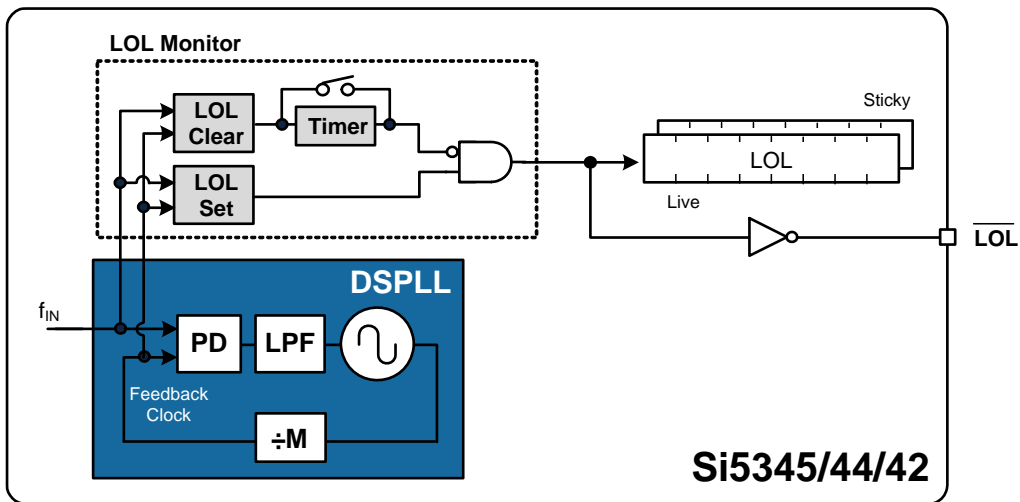 LOL Monitor
LOL
Clear
Timer
LOL
Set
Sticky
LOL
Live
LOL
DSPLL
fIN
PD
LPF
Feedback
Clock
÷M
Si5345/44/42